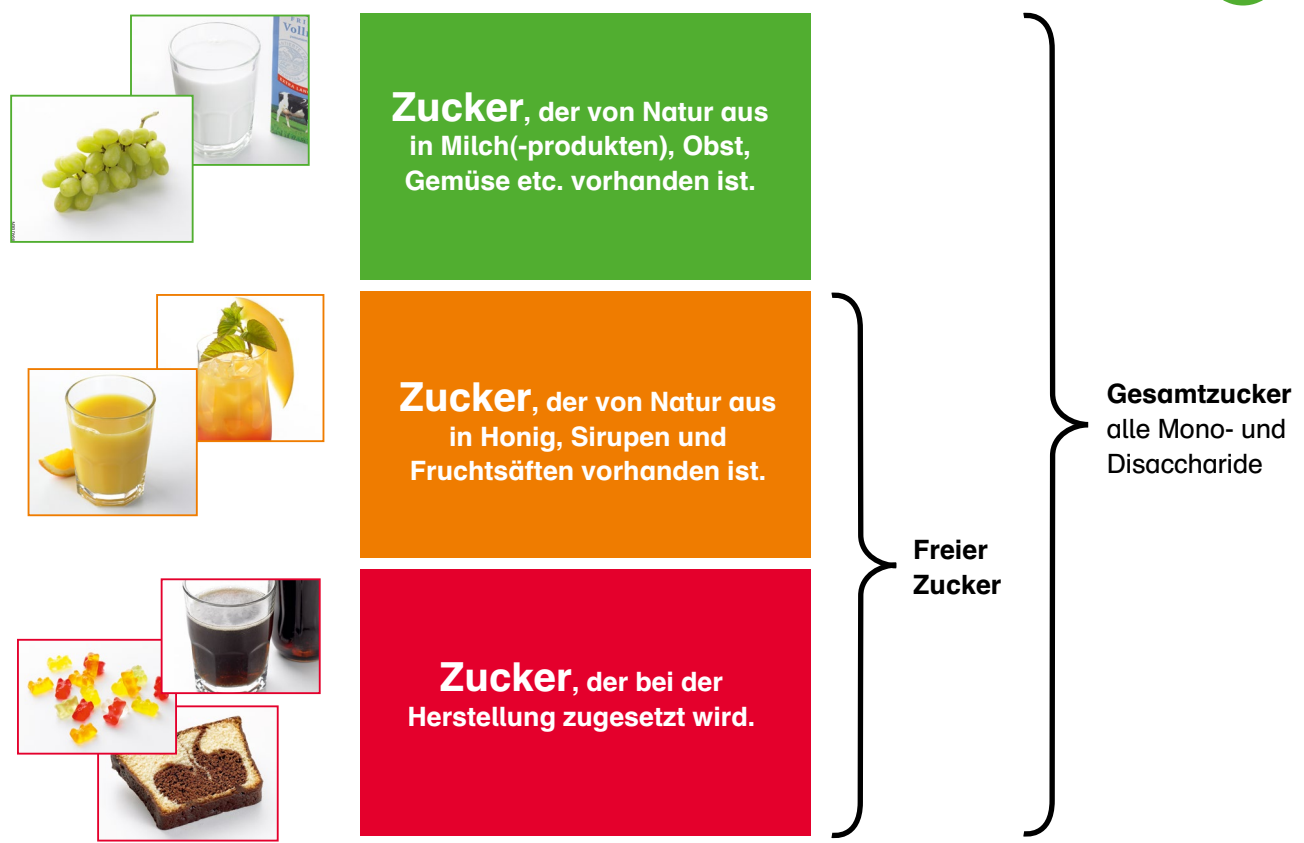 Zucker, der von Natur aus
in Milch(-produkten), Obst,
Gemüse etc. vorhanden ist.
Zucker, der von Natur aus
in Honig, Sirupen und
Fruchtsäften vorhanden ist.
Zucker, der bei der
Herstellung zugesetzt wird.
Freier
Zucker
Gesamtzucker
alle Mono- und
Disaccharide